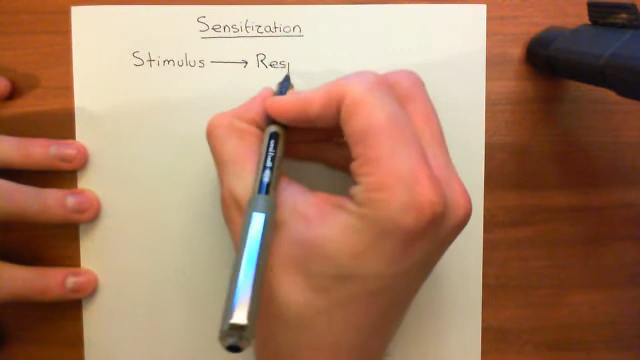 Sensitization
Stimulus → Res